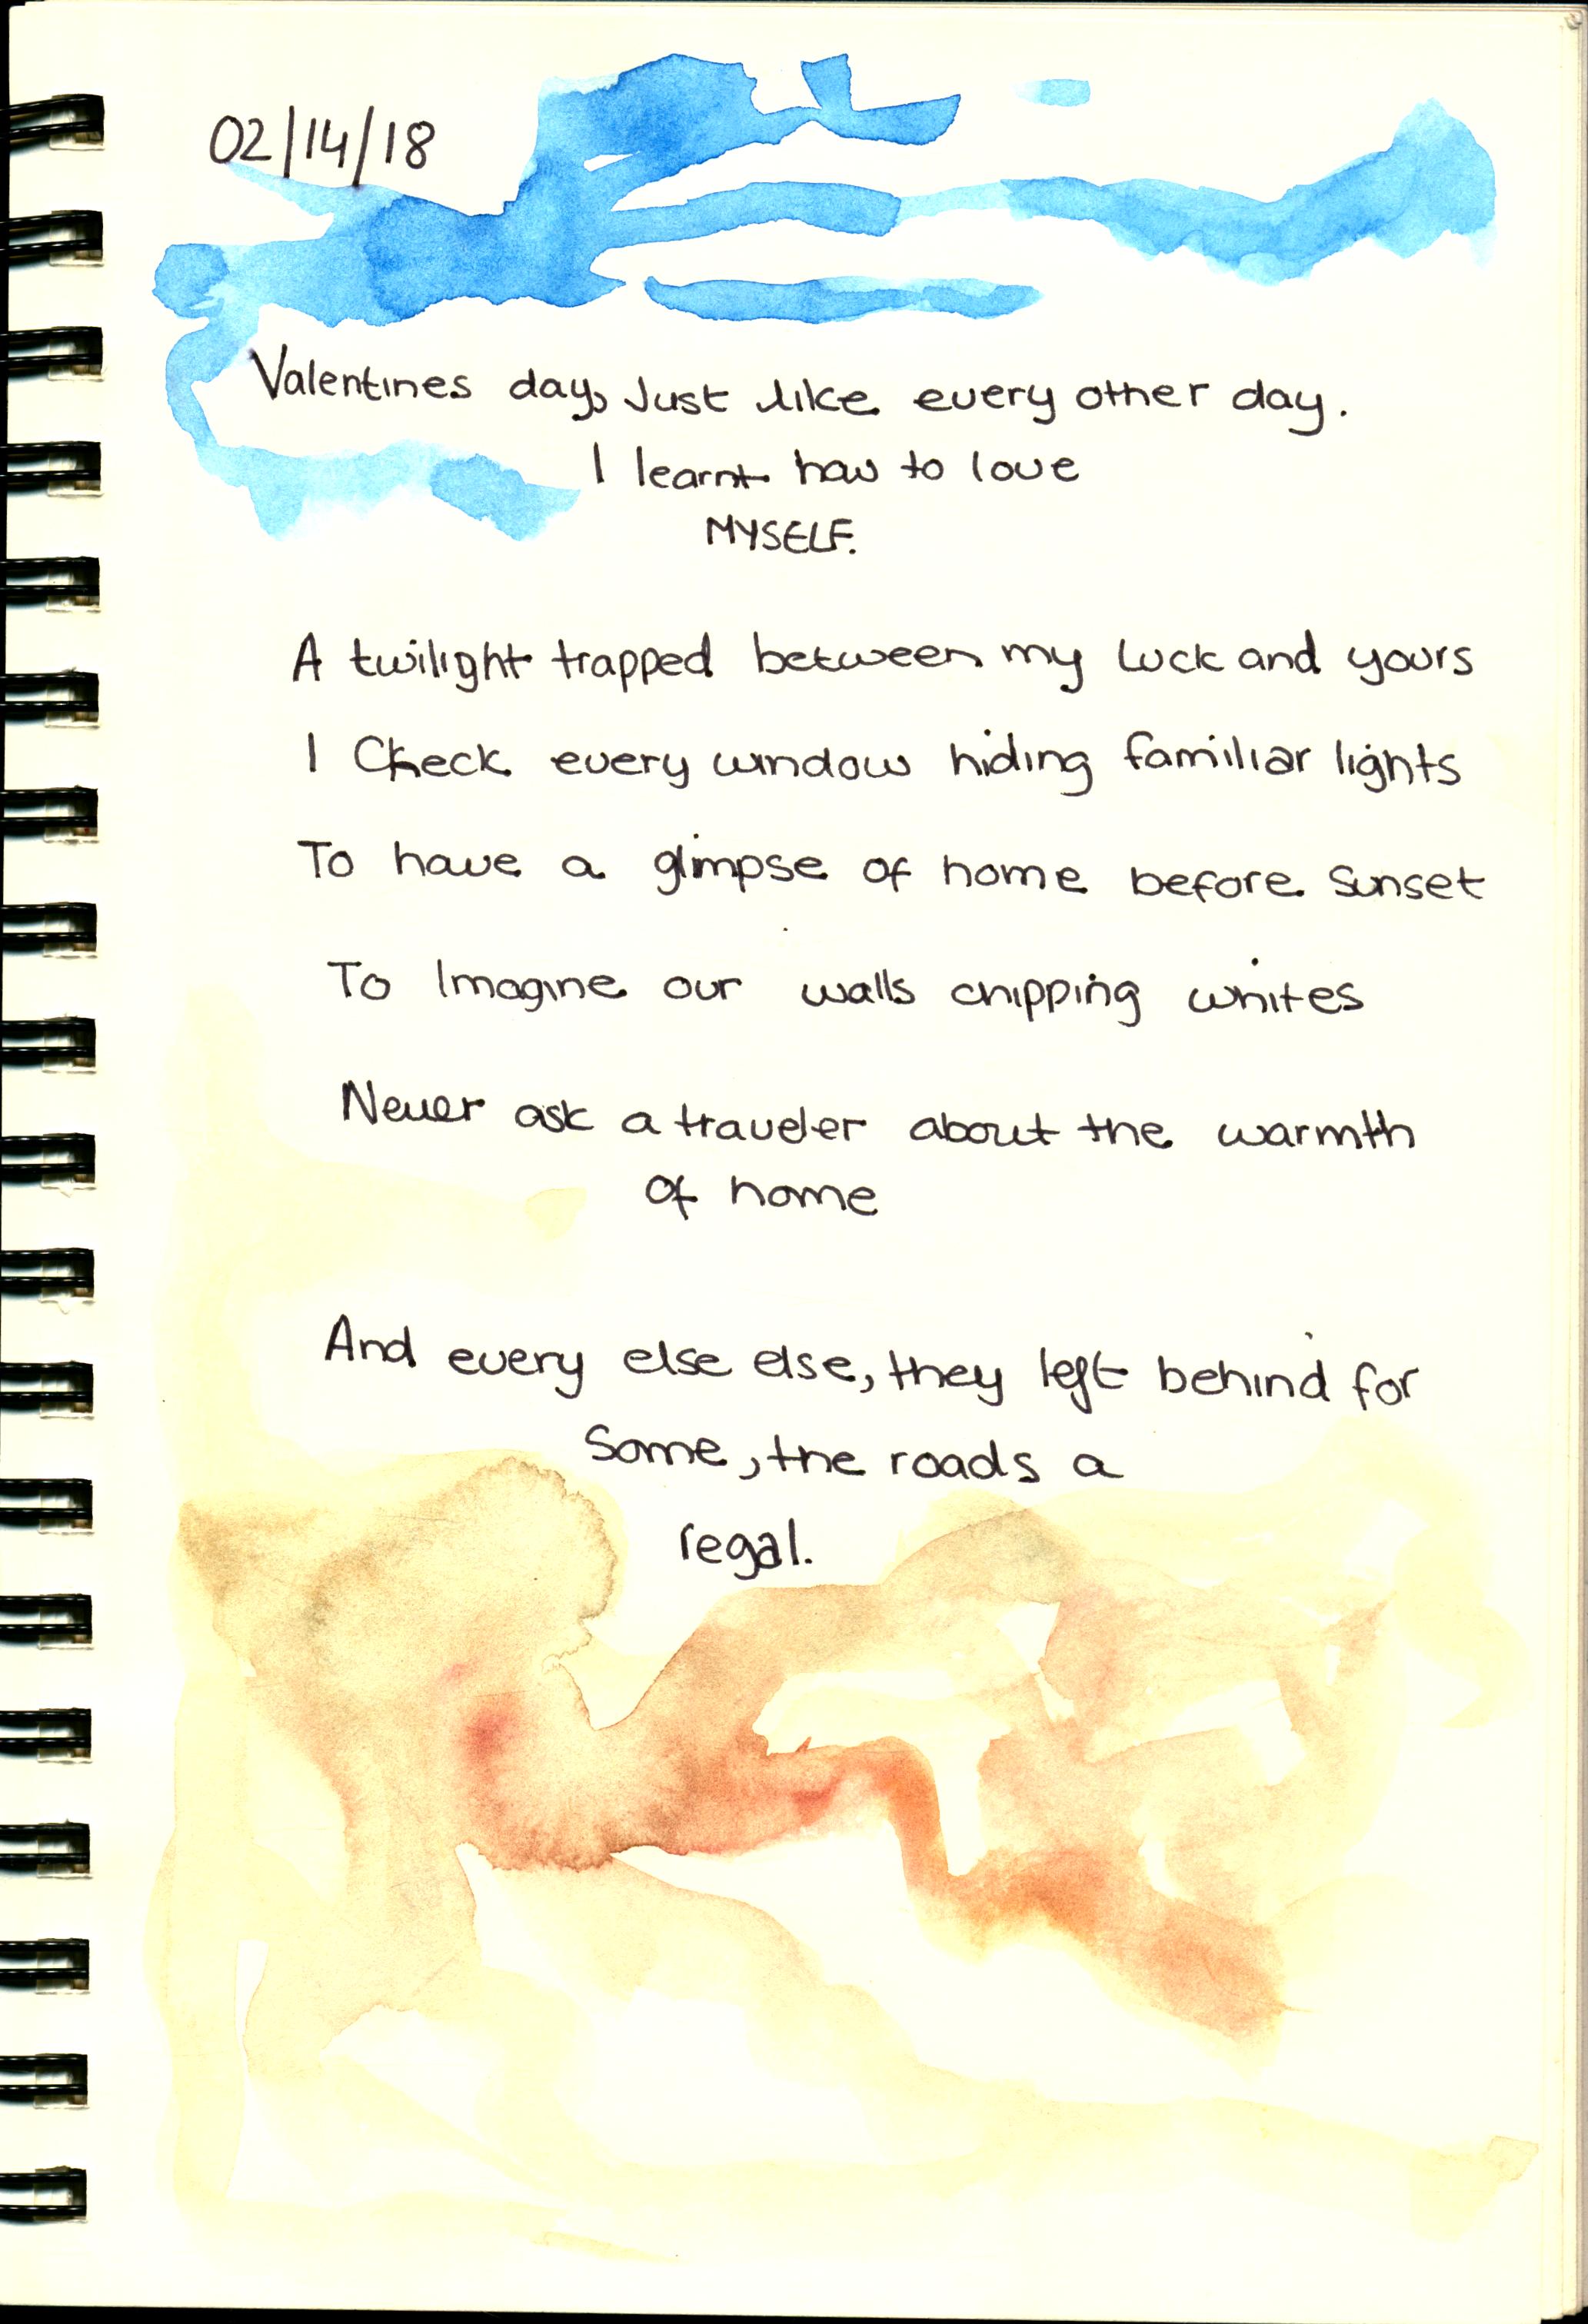 02/14/18
Valentines day, Just like every other day.
I learnt how to love
MYSELF.
A twilight trapped between my luck and yours
I Check every window hiding familiar lights
To have a glimpse of home before sunset
To Imagine our walls chipping whites
Never ask a traveler about the warmth
of home
And every else else, they left behind for
Some, the roads a
regal.